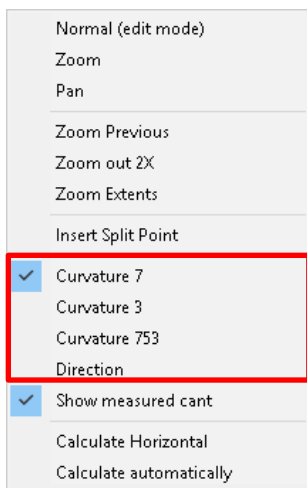 Normal (edit mode)
Zoom
Pan
Zoom Previous
Zoom out 2X
Zoom Extents
Insert Split Point
Curvature 7
Curvature 3
Curvature 753
Direction
Show measured cant
Calculate Horizontal
Calculate automatically